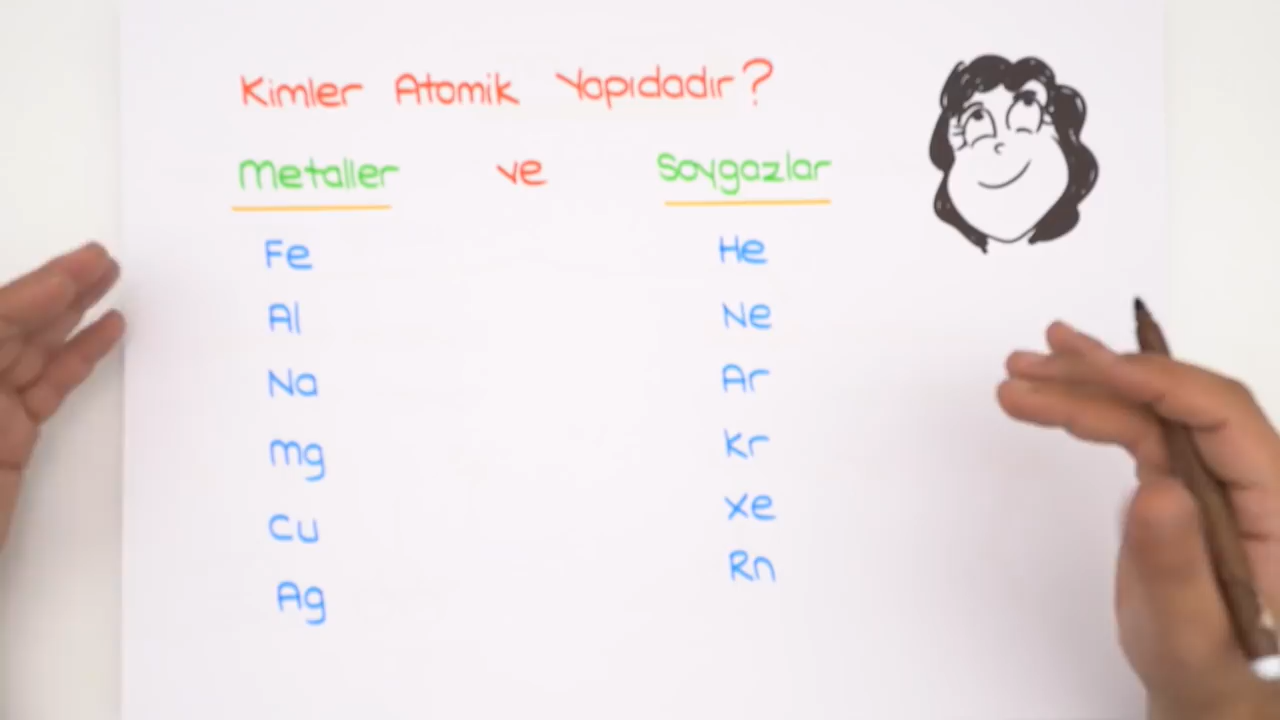 Kimler Atomik Yapıdadır?
Metaller ve Soygazlar
Fe He
Al Ne
Na Ar
Mg Kr
Cu Xe
Ag Rn